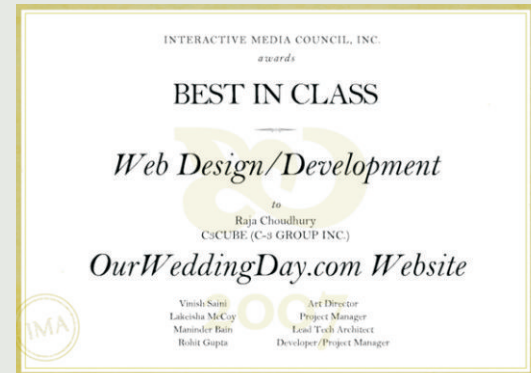 INTERACTIVE MEDIA COUNCIL, INC.
awards
BEST IN CLASS
Web Design/Development
to
Raja Choudhury
C3CUBE (C-3 GROUP INC.)
OurWeddingDay.com Website
Vinish Saini Art Director
Lakeisha McCoy Project Manager
Maninder Bain Lead Tech Architect
Rohit Gupta Developer/Project Manager
IMA
2007